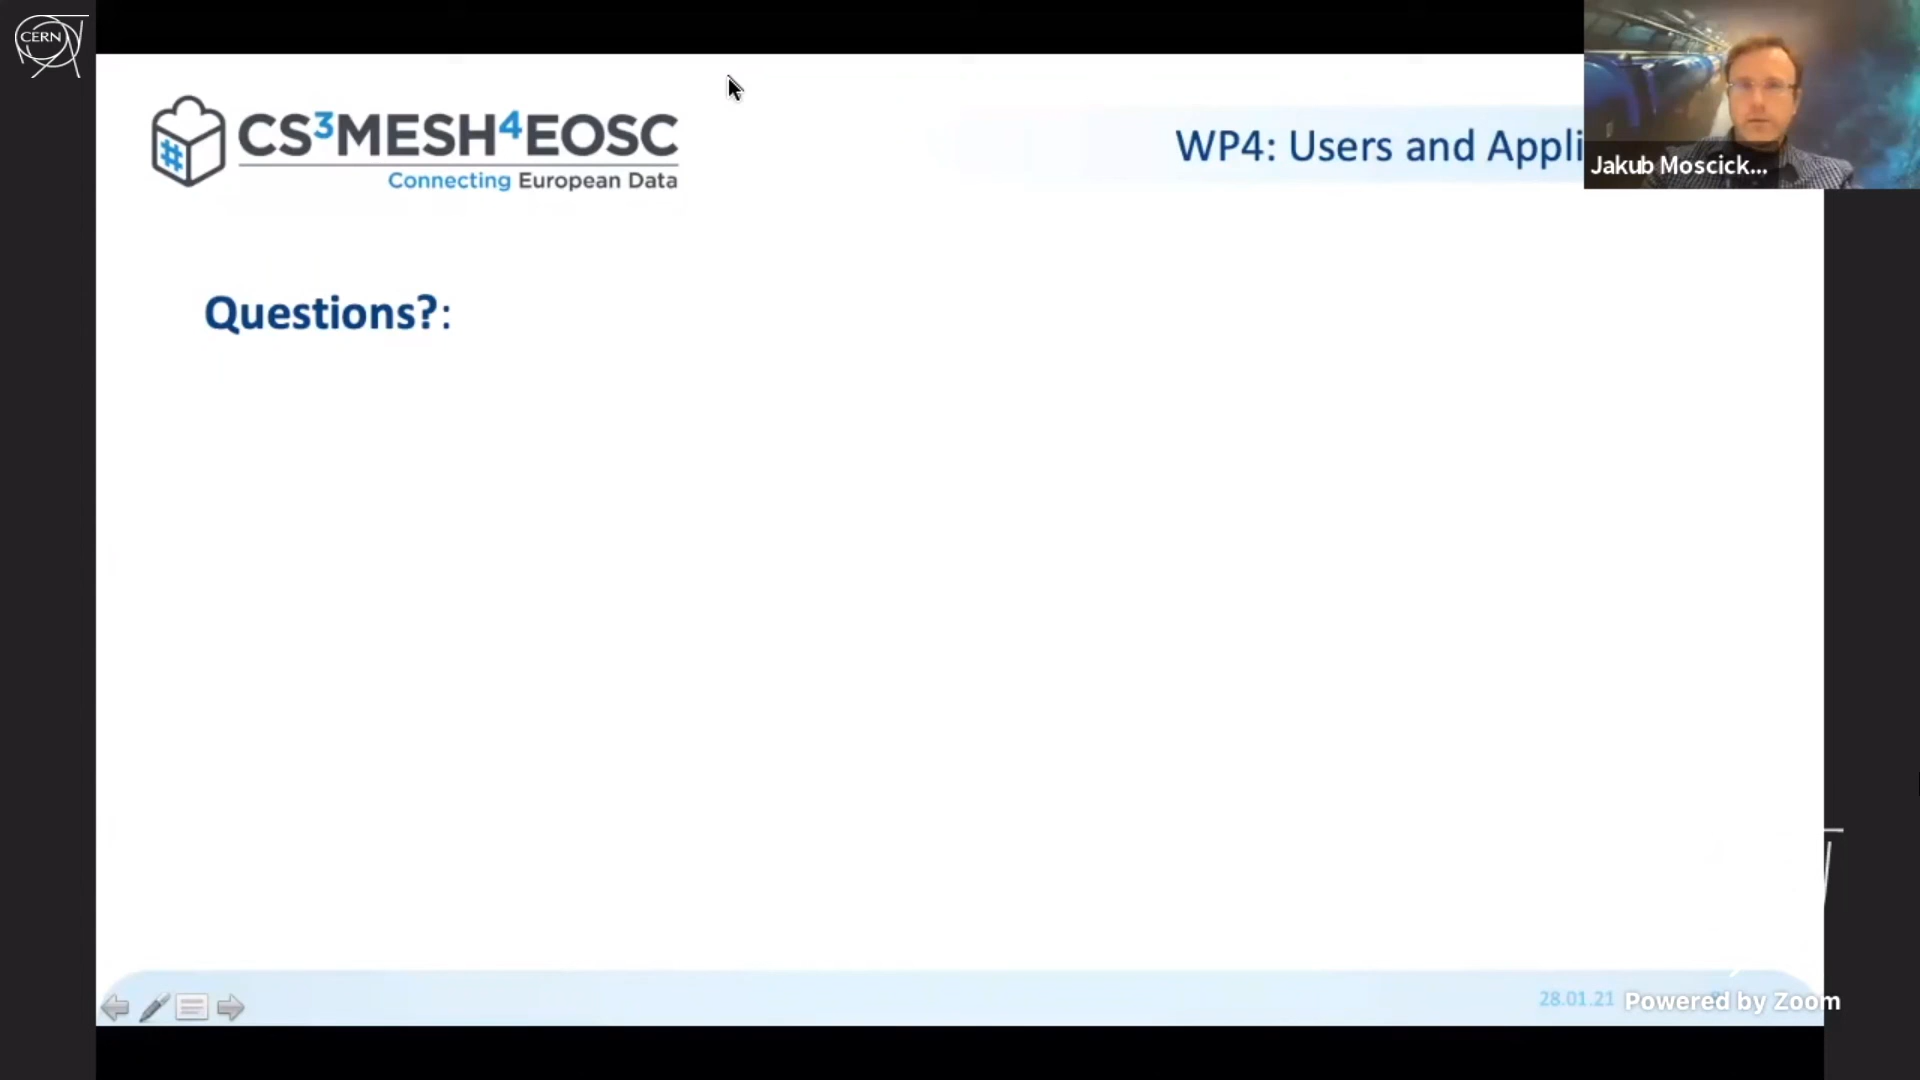 CERN
CS3MESH4EOSC
Connecting European Data
WP4: Users and Appli
Jakub Moscick...
Questions?:
28.01.21
Powered by Zoom